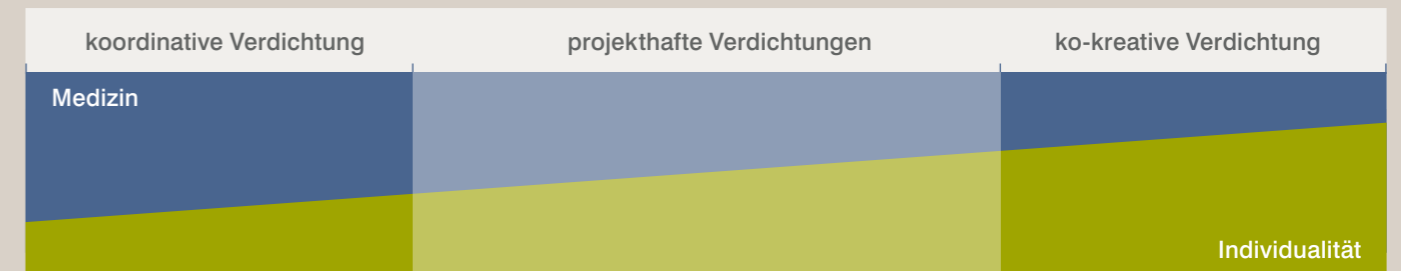 koordinative Verdichtung
projekthafte Verdichtungen
ko-kreative Verdichtung
Medizin
Individualität